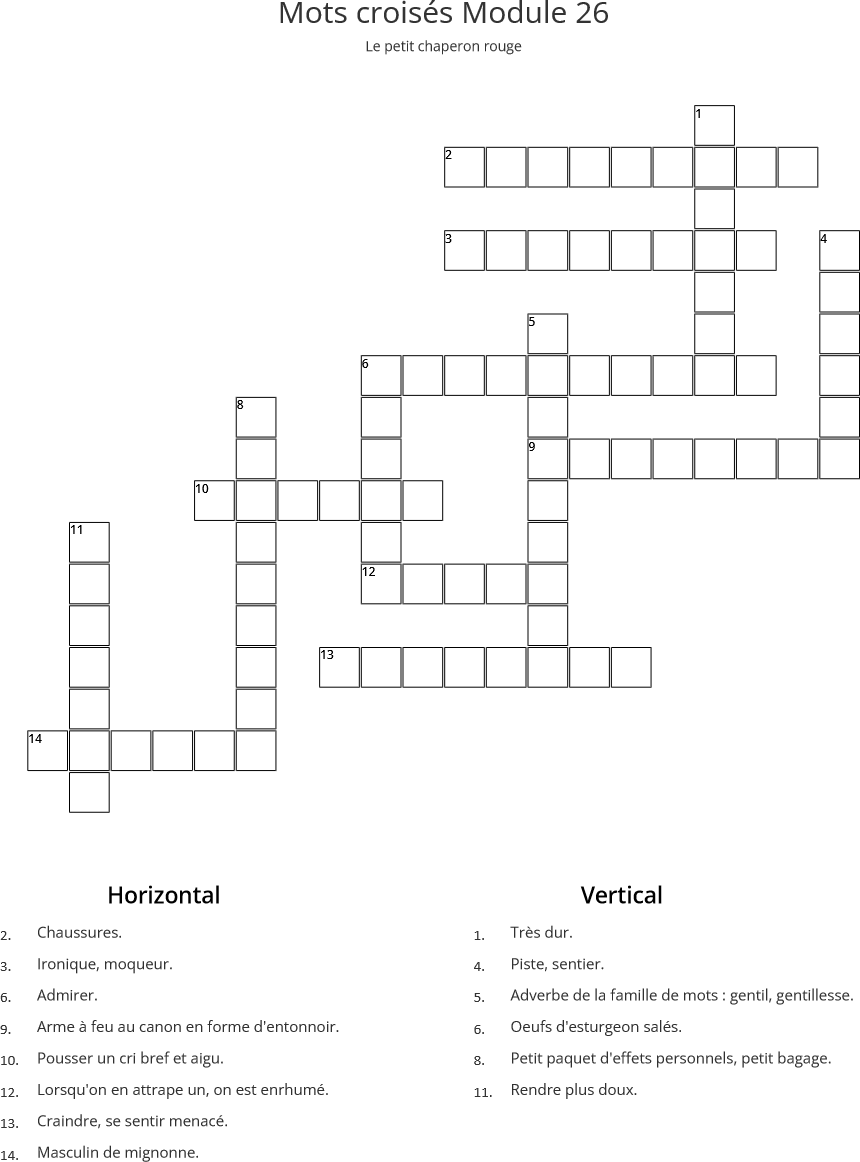 Mots croisés Module 26
Le petit chaperon rouge
1
2
3
4
5
6
8
9
10
11
12
13
14
Horizontal
2. Chaussures.
3. Ironique, moqueur.
6. Admirer.
9. Arme à feu au canon en forme d'entonnoir.
10. Pousser un cri bref et aigu.
12. Lorsqu'on en attrape un, on est enrhumé.
13. Craindre, se sentir menacé.
14. Masculin de mignonne.
Vertical
1. Très dur.
4. Piste, sentier.
5. Adverbe de la famille de mots : gentil, gentillesse.
6. Oeufs d'esturgeon salés.
8. Petit paquet d'effets personnels, petit bagage.
11. Rendre plus doux.